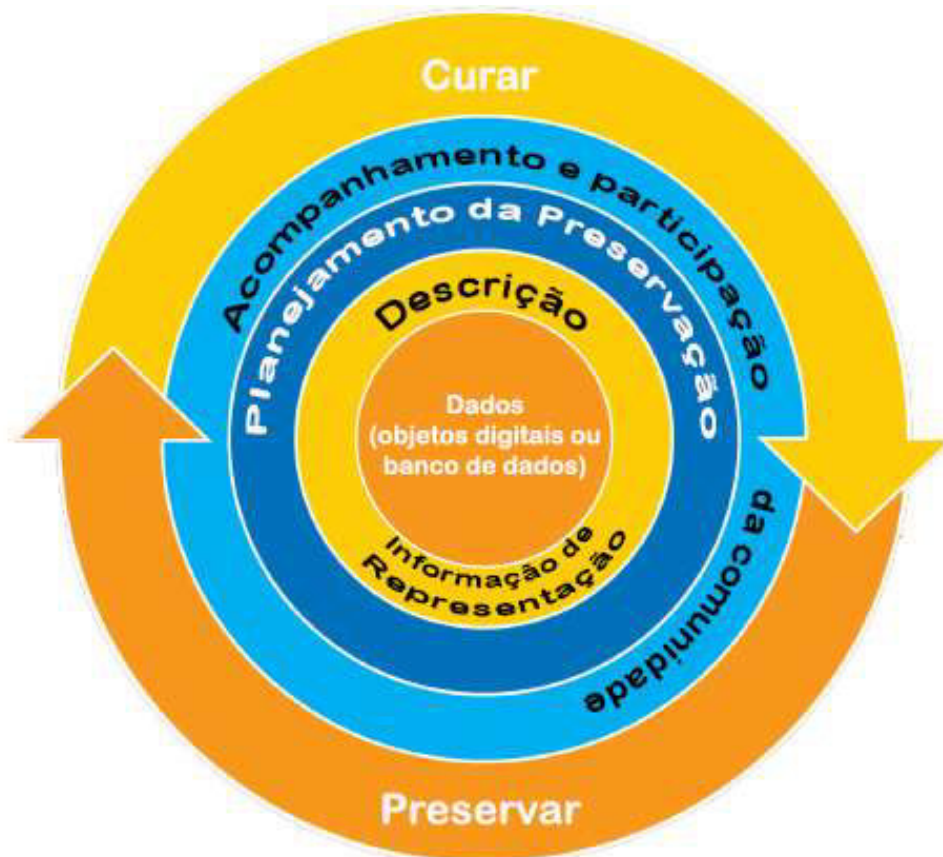 Curar
Acompanhamento e participação
da comunidade
Planejamento da Preservação
Descrição
Dados
(objetos digitais ou
banco de dados)
Informação de
Representação
Preservar